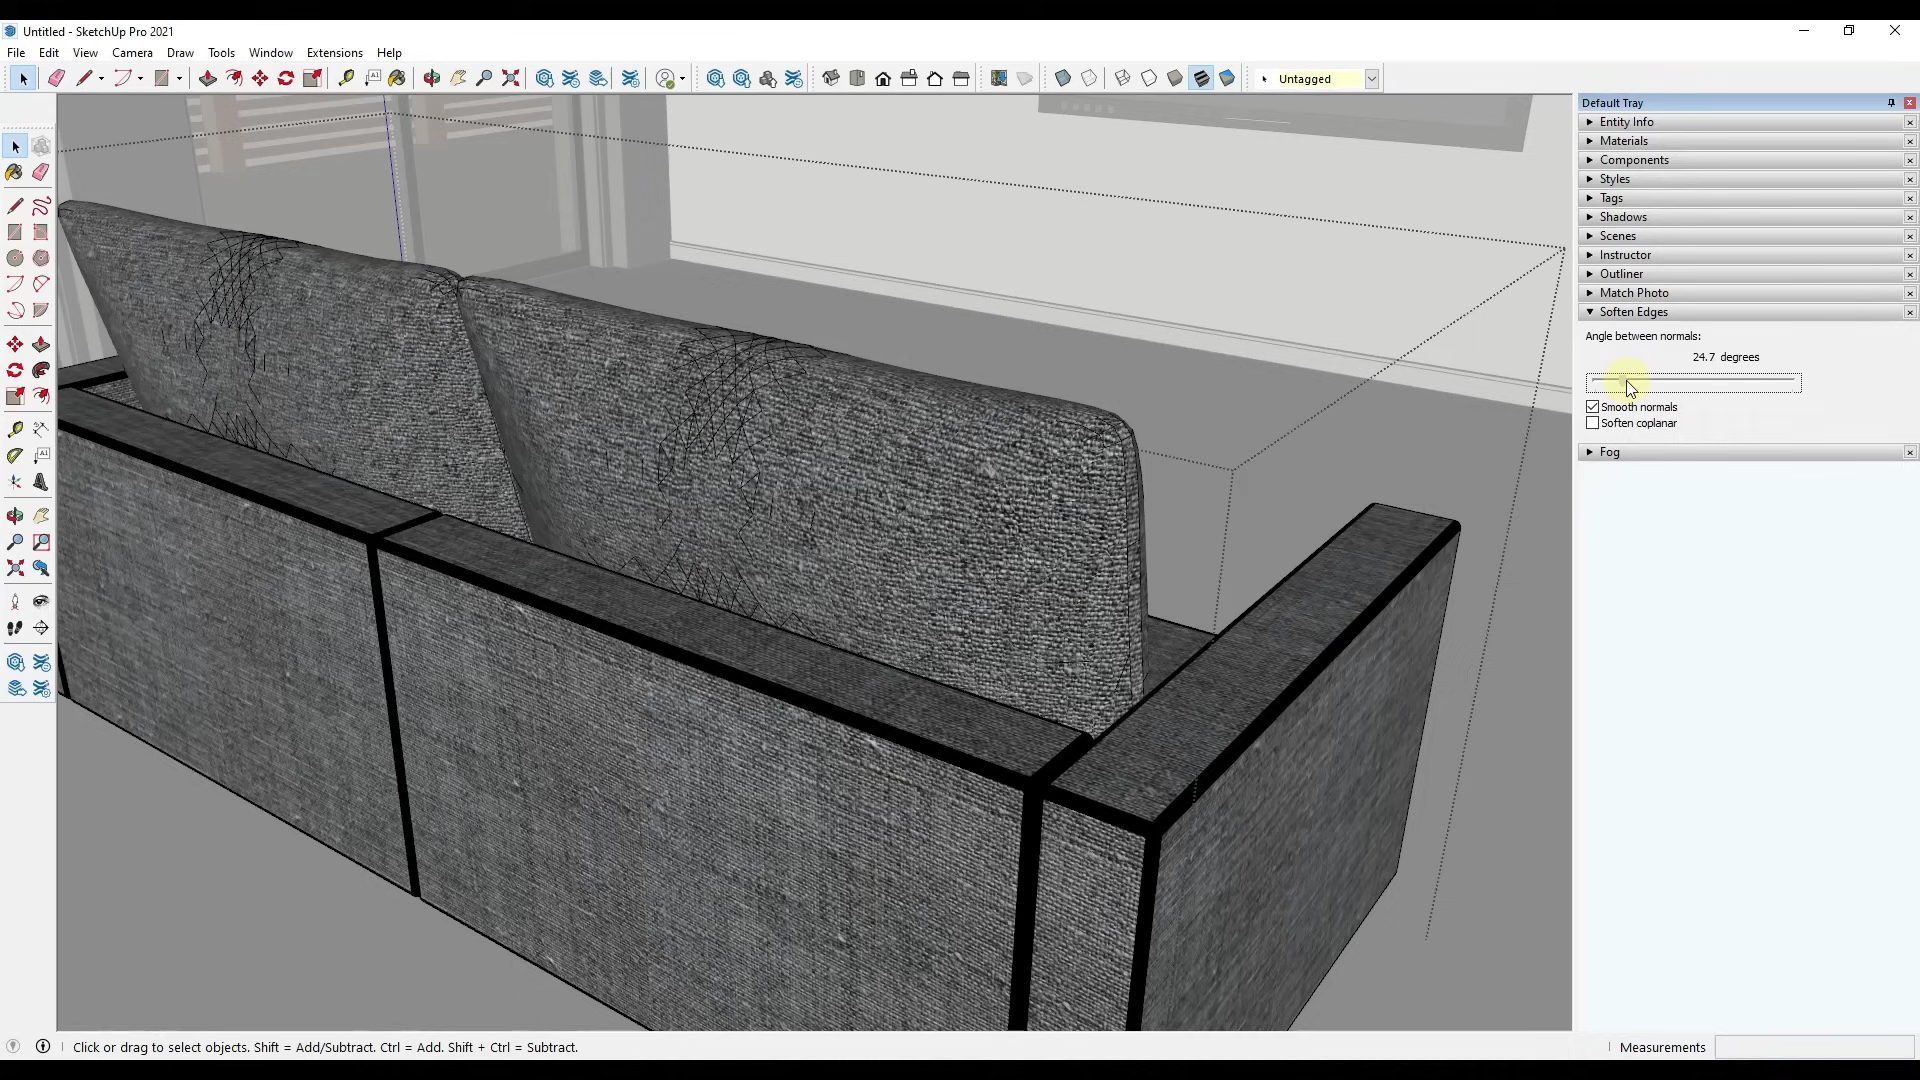 Untitled - SketchUp Pro 2021
File Edit View Camera Draw Tools Window Extensions Help
Untagged
Default Tray
Entity Info
Materials
Components
Styles
Tags
Shadows
Scenes
Instructor
Outliner
Match Photo
Soften Edges
Angle between normals:
24.7 degrees
Smooth normals
Soften coplanar
Fog
Click or drag to select objects. Shift = Add/Subtract. Ctrl = Add. Shift + Ctrl = Subtract.
Measurements